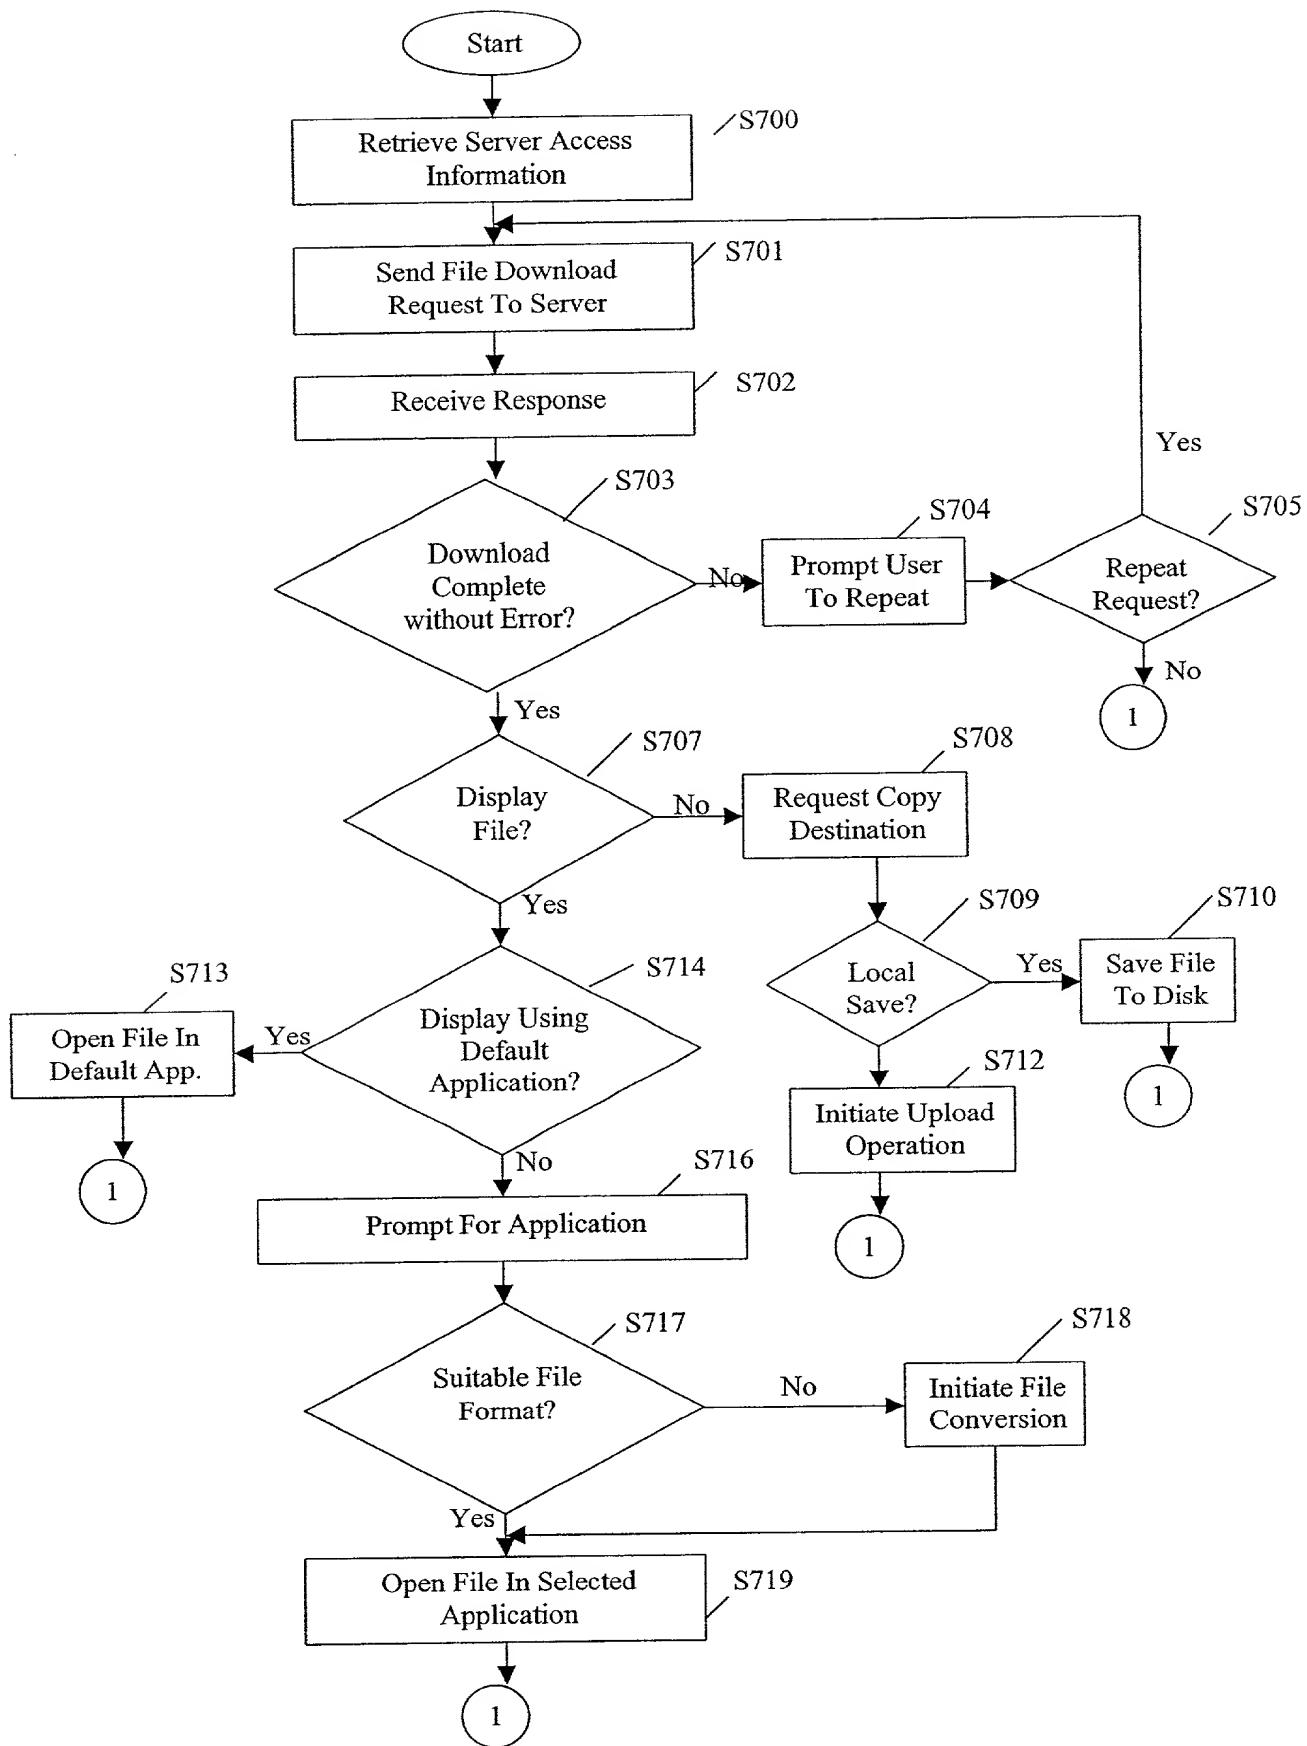 Start
S700
Retrieve Server Access
Information
S701
Send File Download
Request To Server
S702
Receive Response
Yes
S703
S704
S705
Download
Complete
without Error?
No
Prompt User
To Repeat
Repeat
Request?
No
1
Yes
S707
S708
Display
File?
No
Request Copy
Destination
Yes
S709
S710
Local
Save?
Yes
Save File
To Disk
1
S713
S714
Open File In
Default App.
Yes
Display Using
Default
Application?
1
S712
Initiate Upload
Operation
1
No
S716
Prompt For Application
S717
S718
Suitable File
Format?
No
Initiate File
Conversion
Yes
S719
Open File In Selected
Application
1